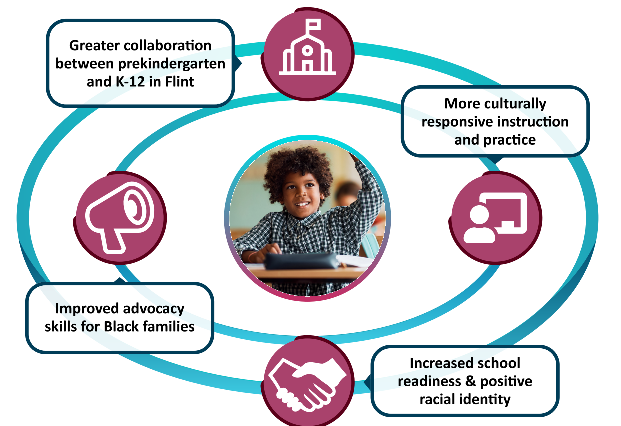 Greater collaboration
between prekindergarten
and K-12 in Flint
More culturally
responsive instruction
and practice
Improved advocacy
skills for Black families
Increased school
readiness & positive
racial identity